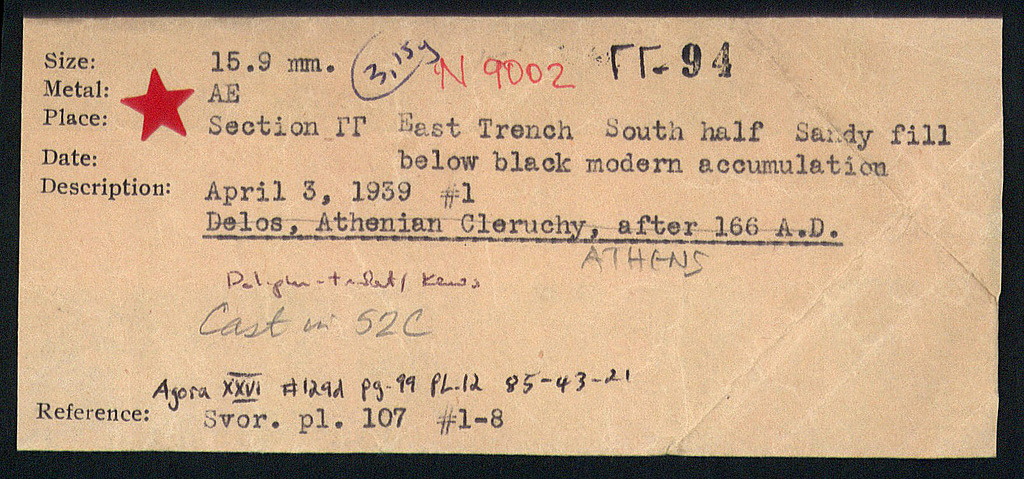 Size: 15.9 mm. 3,15g N 9002 ΓΓ-94
Metal: AE
Place: Section ΓΓ East Trench South half Sandy fill
Date: below black modern accumulation
Description: April 3, 1939 #1
Delos, Athenian Cleruchy, after 166 A.D.
ATHENS
Cast in 52C
Agora XXVI #129d pg-99 PL-12 85-43-21
Reference: Svor. pl. 107 #1-8